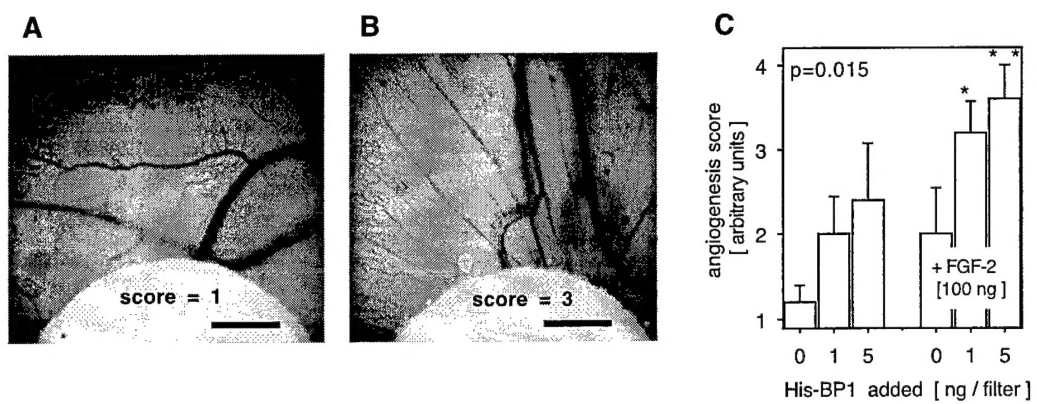 A
B
C
score = 1
score = 3
p=0.015
* *
*
4
3
2
1
angiogenesis score
[ arbitrary units ]
+ FGF-2
[100 ng ]
0 1 5 0 1 5
His-BP1 added [ ng / filter ]